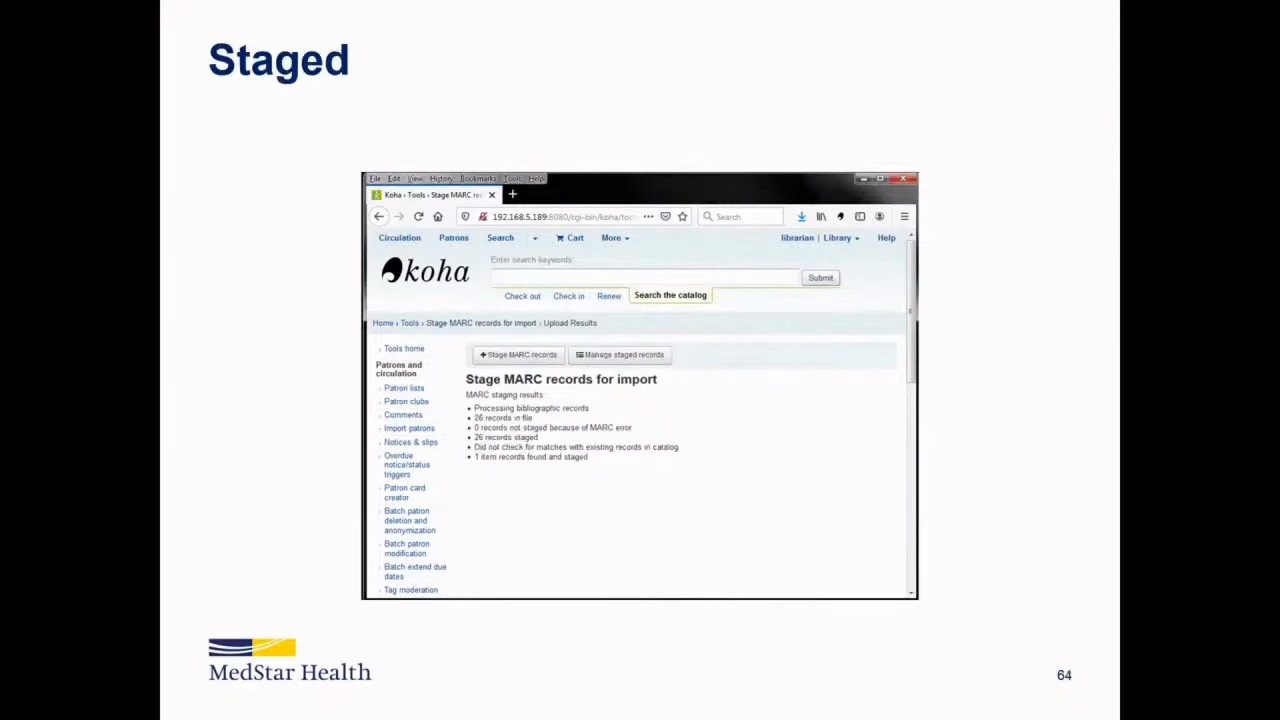 Staged
File Edit View History Bookmarks Tools Help
Koha › Tools › Stage MARC rec
192.168.5.189:8080/cgi-bin/koha/too
Search
Circulation Patrons Search Cart More librarian | Library Help
Enter search keywords:
koha
Submit
Check out Check in Renew Search the catalog
Home › Tools › Stage MARC records for import › Upload Results
Tools home
Stage MARC records Manage staged records
Patrons and
circulation
Patron lists
Patron clubs
Comments
Import patrons
Notices & slips
Overdue
notice/status
triggers
Patron card
creator
Batch patron
deletion and
anonymization
Batch patron
modification
Batch extend due
dates
Tag moderation
Stage MARC records for import
MARC staging results :
• Processing bibliographic records
• 26 records in file
• 0 records not staged because of MARC error
• 26 records staged
• Did not check for matches with existing records in catalog
• 1 item records found and staged
MedStar Health
64